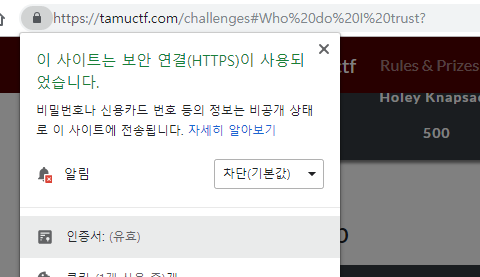 https://tamuctf.com/challenges#Who%20do%20I%20trust?
이 사이트는 보안 연결(HTTPS)이 사용되
었습니다.
비밀번호나 신용카드 번호 등의 정보는 비공개 상태
로 이 사이트에 전송됩니다. 자세히 알아보기
알림
차단(기본값)
인증서: (유효)
ctf
Rules & Prizes
Holey Knapsac
500